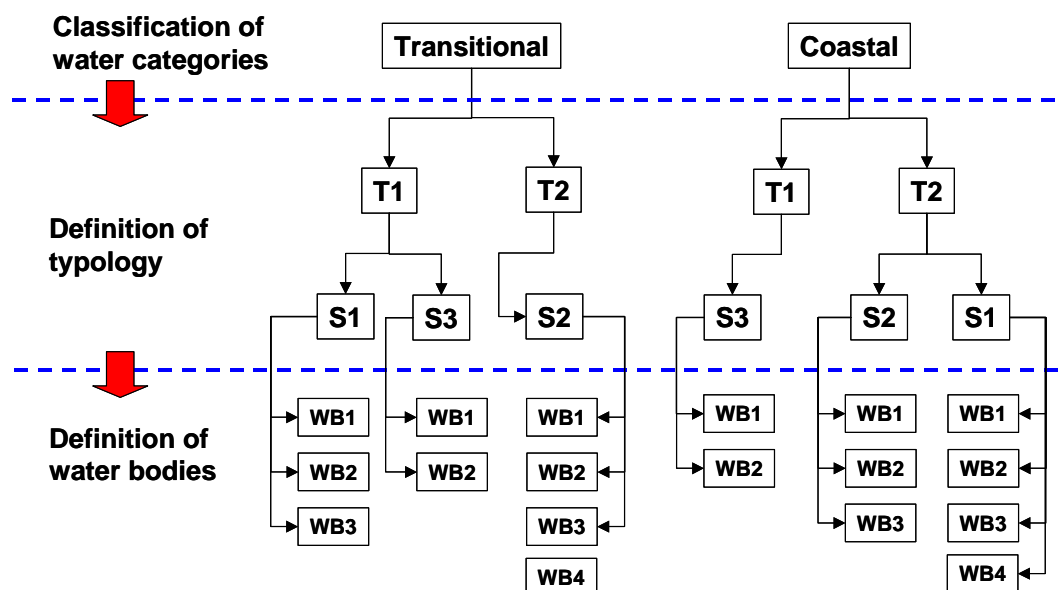 Classification of
water categories
Transitional
Coastal
T1
T2
T1
T2
Definition of
typology
S1
S3
S2
S3
S2
S1
WB1
WB1
WB1
WB1
WB1
WB1
Definition of
water bodies
WB2
WB2
WB2
WB2
WB2
WB2
WB3
WB3
WB3
WB3
WB4
WB4